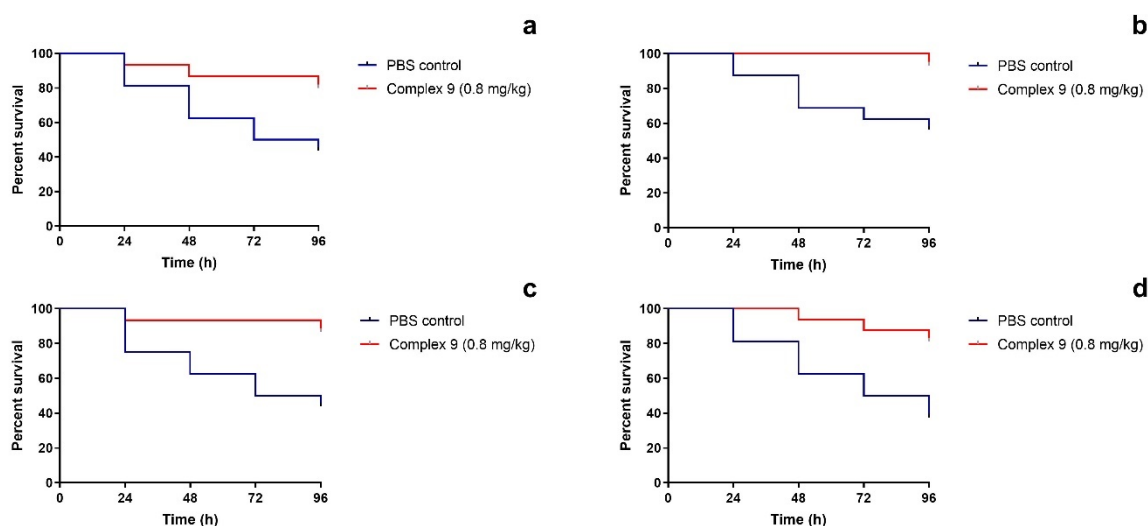 a
100
80
60
40
20
0
Percent survival
0 24 48 72 96
Time (h)
PBS control
Complex 9 (0.8 mg/kg)
b
100
80
60
40
20
0
Percent survival
0 24 48 72 96
Time (h)
PBS control
Complex 9 (0.8 mg/kg)
c
100
80
60
40
20
0
Percent survival
0 24 48 72 96
Time (h)
PBS control
Complex 9 (0.8 mg/kg)
d
100
80
60
40
20
0
Percent survival
0 24 48 72 96
Time (h)
PBS control
Complex 9 (0.8 mg/kg)